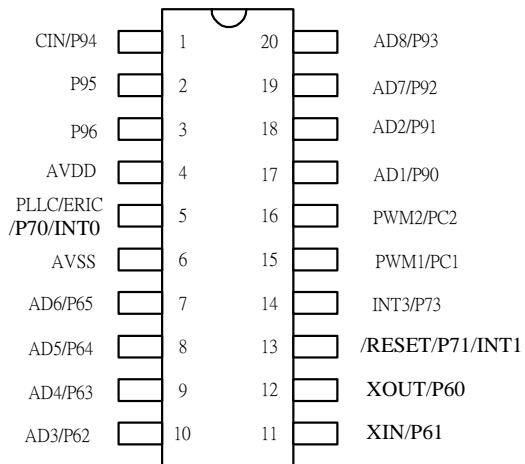 CIN/P94 1 20 AD8/P93
P95 2 19 AD7/P92
P96 3 18 AD2/P91
AVDD 4 17 AD1/P90
PLLC/ERIC
/P70/INT0 5 16 PWM2/PC2
AVSS 6 15 PWM1/PC1
AD6/P65 7 14 INT3/P73
AD5/P64 8 13 /RESET/P71/INT1
AD4/P63 9 12 XOUT/P60
AD3/P62 10 11 XIN/P61